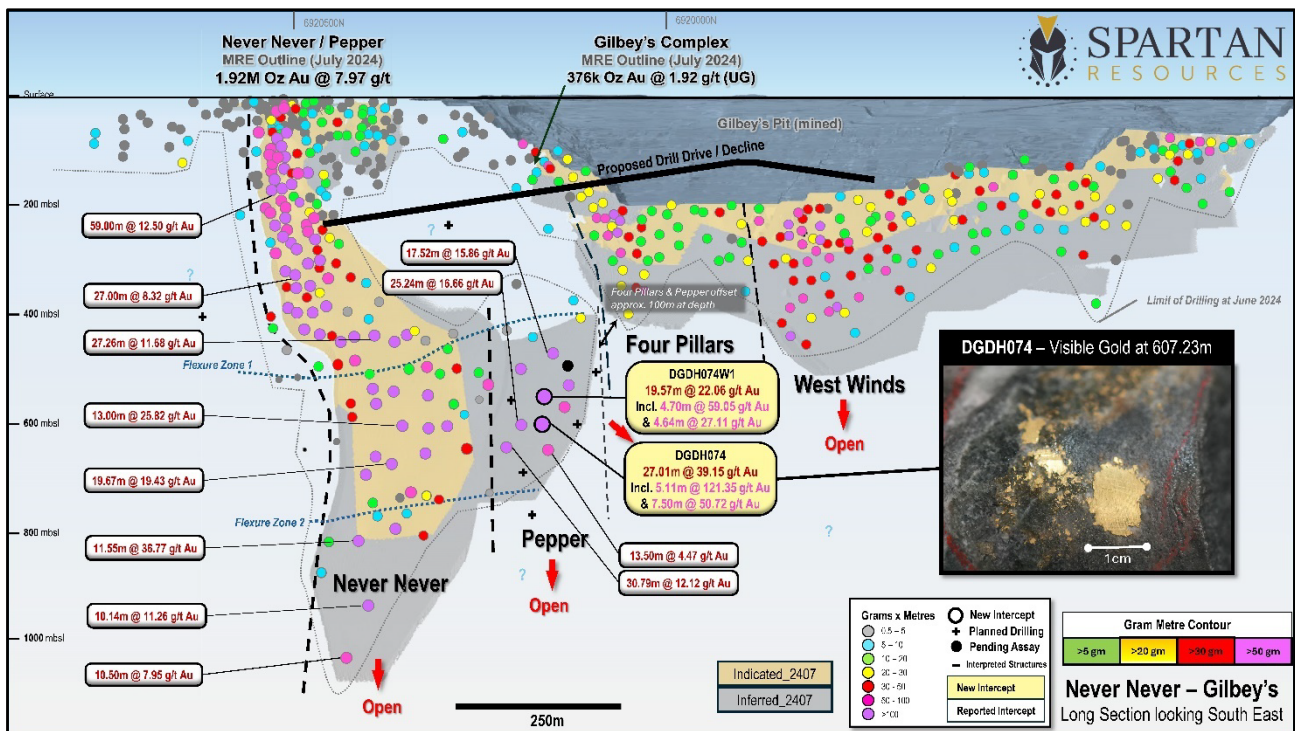 6920500N
6920000N
Never Never / Pepper
MRE Outline (July 2024)
1.92M Oz Au @ 7.97 g/t
Gilbey's Complex
MRE Outline (July 2024)
376k Oz Au @ 1.92 g/t (UG)
SPARTAN
RESOURCES
Surface
Gilbey's Pit (mined)
Proposed Drill Drive / Decline
200 mbsl
59.00m @ 12.50 g/t Au
?
17.52m @ 15.86 g/t Au
25.24m @ 16.66 g/t Au
?
27.00m @ 8.32 g/t Au
Four Pillars & Pepper offset
approx. 100m at depth
Limit of Drilling at June 2024
400 mbsl
27.26m @ 11.68 g/t Au
Flexure Zone 1
Four Pillars
DGDH074W1
19.57m @ 22.06 g/t Au
Incl. 4.70m @ 59.05 g/t Au
& 4.64m @ 27.11 g/t Au
West Winds
Open
DGDH074 – Visible Gold at 607.23m
1cm
13.00m @ 25.82 g/t Au
600 mbsl
DGDH074
27.01m @ 39.15 g/t Au
Incl. 5.11m @ 121.35 g/t Au
& 7.50m @ 50.72 g/t Au
19.67m @ 19.43 g/t Au
Flexure Zone 2
800 mbsl
11.55m @ 36.77 g/t Au
Pepper
Open
?
?
13.50m @ 4.47 g/t Au
30.79m @ 12.12 g/t Au
Never Never
Open
10.14m @ 11.26 g/t Au
1000 mbsl
10.50m @ 7.95 g/t Au
250m
Indicated_2407
Inferred_2407
Grams x Metres
0.5 – 5
5 – 10
10 – 20
20 – 30
30 - 50
50 - 100
>100
New Intercept
Planned Drilling
Pending Assay
Interpreted Structures
New Intercept
Reported Intercept
Gram Metre Contour
>5 gm
>20 gm
>30 gm
>50 gm
Never Never – Gilbey's
Long Section looking South East